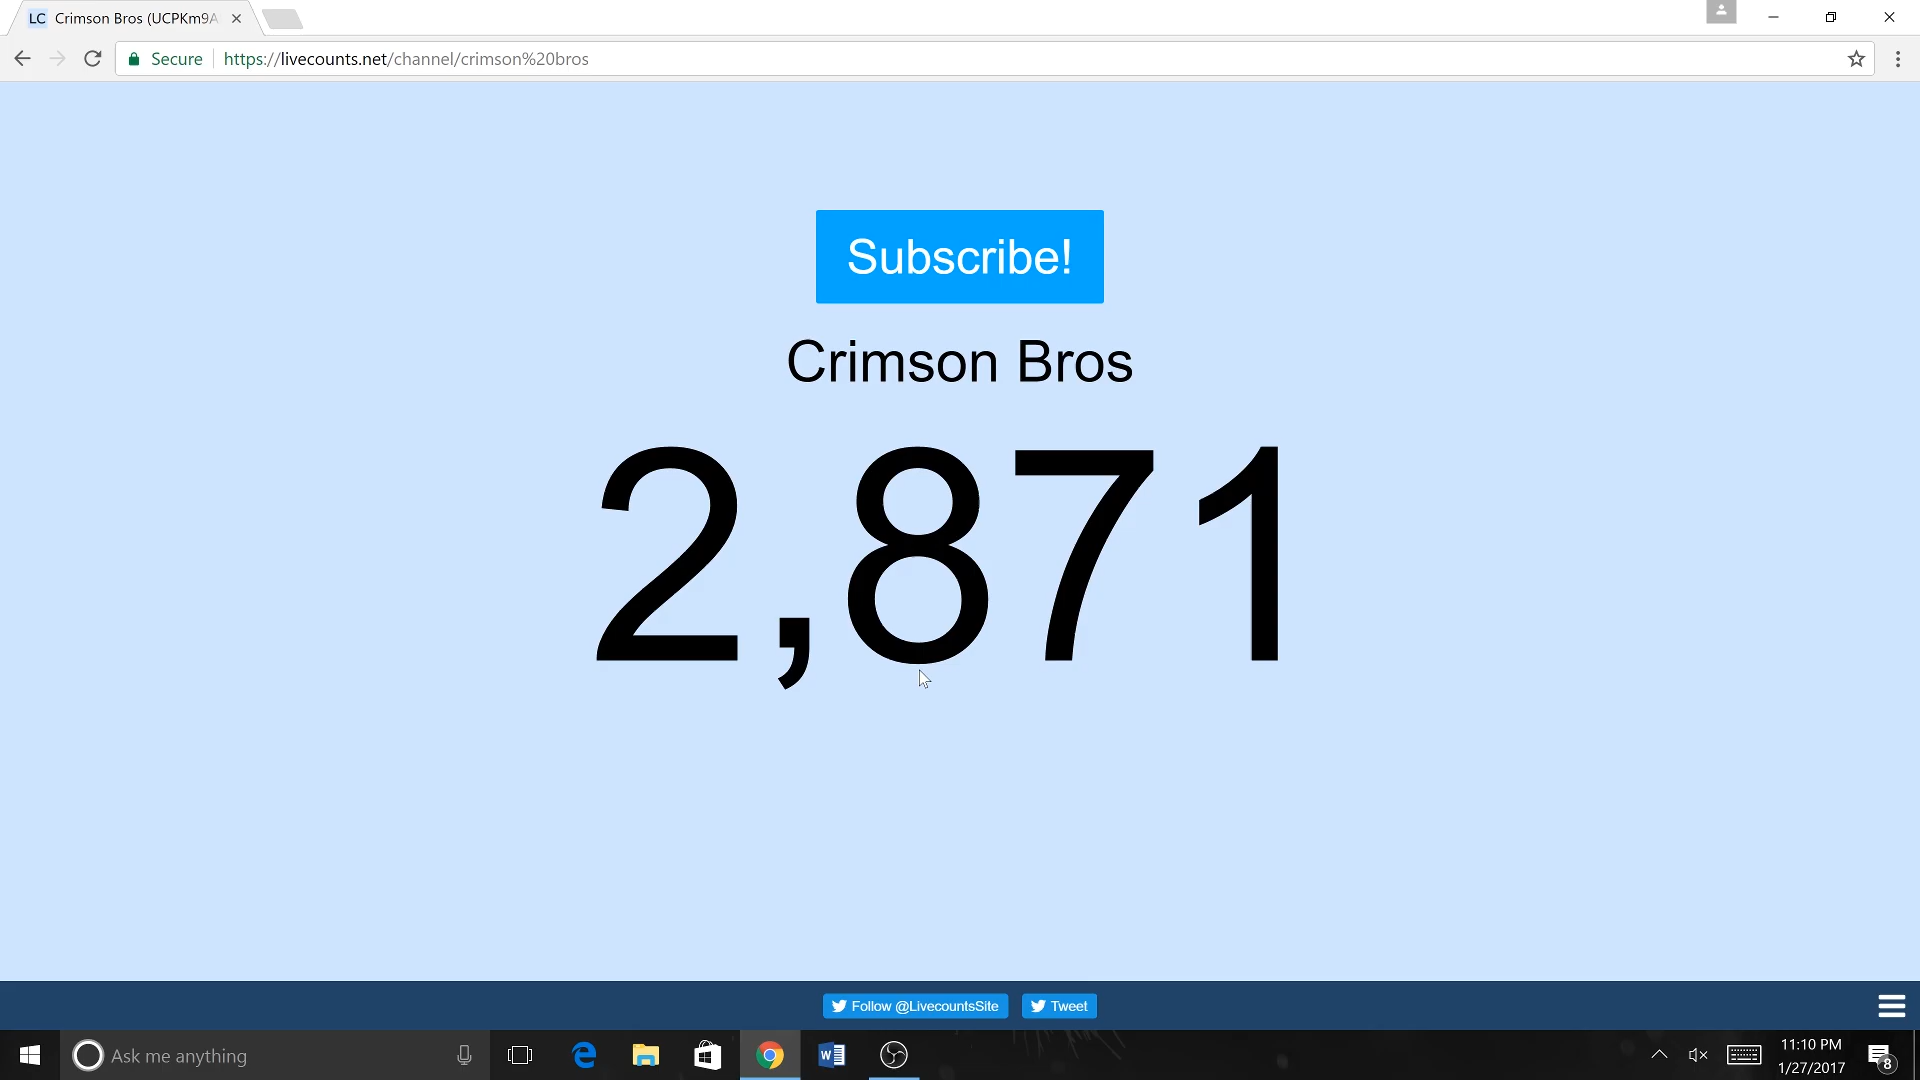 LC Crimson Bros (UCPKm9A
Secure https://livecounts.net/channel/crimson%20bros
Subscribe!
Crimson Bros
2,871
Follow @LivecountsSite Tweet
Ask me anything
11:10 PM
1/27/2017
8